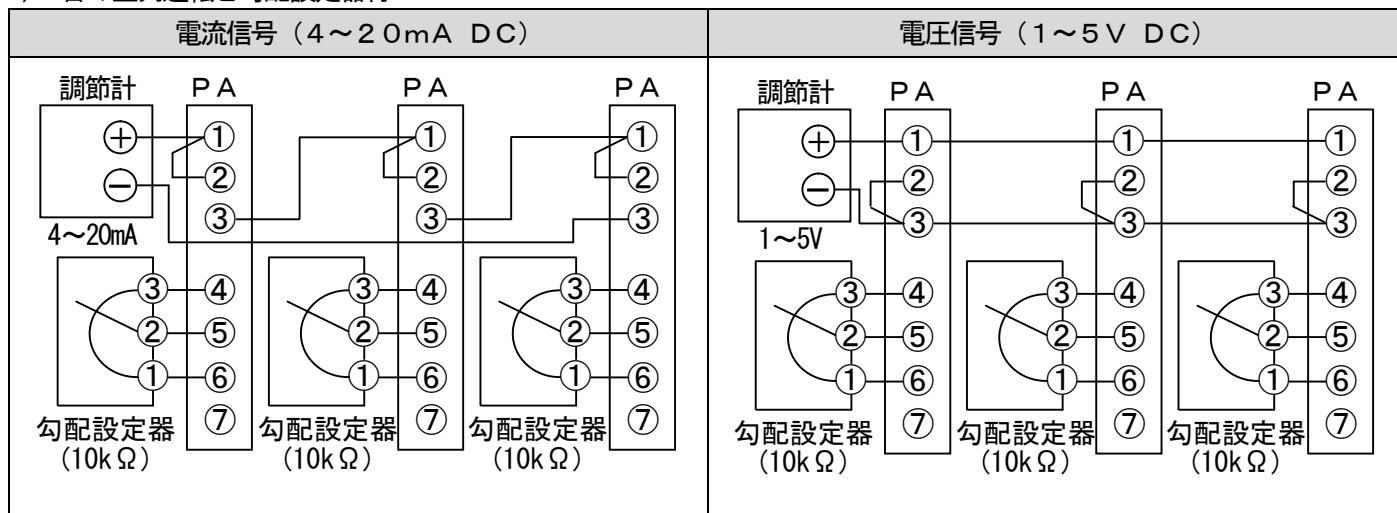 電流信号（4～20mA DC）
調節計 PA PA PA
＋ ① ① ①
－ ② ② ②
③ ③ ③
4～20mA
③ ④ ③ ④ ③ ④
② ⑤ ② ⑤ ② ⑤
① ⑥ ① ⑥ ① ⑥
⑦ ⑦ ⑦
勾配設定器 勾配設定器 勾配設定器
(10kΩ) (10kΩ) (10kΩ)
電圧信号（1～5V DC）
調節計 PA PA PA
＋ ① ① ①
－ ② ② ②
③ ③ ③
1～5V
③ ④ ③ ④ ③ ④
② ⑤ ② ⑤ ② ⑤
① ⑥ ① ⑥ ① ⑥
⑦ ⑦ ⑦
勾配設定器 勾配設定器 勾配設定器
(10kΩ) (10kΩ) (10kΩ)